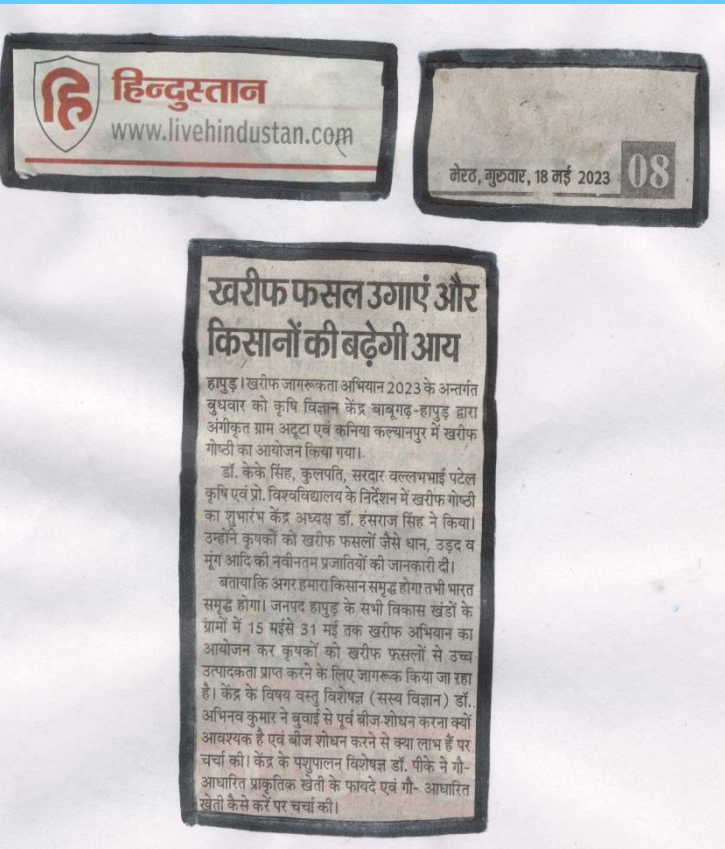 हि
हिन्दुस्तान
www.livehindustan.com
मेरठ, गुरुवार, 18 मई 2023 08
खरीफ फसल उगाएं और
किसानों की बढ़ेगी आय
हापुड़। खरीफ जागरूकता अभियान 2023 के अन्तर्गत
बुधवार को कृषि विज्ञान केंद्र बाबूगढ़-हापुड़ द्वारा
अंगीकृत ग्राम अटूटा एवं कनिया कल्यानपुर में खरीफ
गोष्ठी का आयोजन किया गया।
डॉ. केके सिंह, कुलपति, सरदार वल्लभभाई पटेल
कृषि एवं प्रो. विश्वविद्यालय के निर्देशन में खरीफ गोष्ठी
का शुभारंभ केंद्र अध्यक्ष डॉ. हंसराज सिंह ने किया।
उन्होंने कृषकों को खरीफ फसलों जैसे धान, उड़द व
मूंग आदि की नवीनतम प्रजातियों की जानकारी दी।
बताया कि अगर हमारा किसान समृद्ध होगा तभी भारत
समृद्ध होगा। जनपद हापुड़ के सभी विकास खंडों के
ग्रामों में 15 मईसे 31 मई तक खरीफ अभियान का
आयोजन कर कृषकों को खरीफ फ़सलों से उच्च
उत्पादकता प्राप्त करने के लिए जागरूक किया जा रहा
है। केंद्र के विषय वस्तु विशेषज्ञ (सस्य विज्ञान) डॉ.
अभिनव कुमार ने बुवाई से पूर्व बीज-शोधन करना क्यों
आवश्यक है एवं बीज शोधन करने से क्या लाभ हैं पर
चर्चा की। केंद्र के पशुपालन विशेषज्ञ डॉ. पीके ने गौ-
आधारित प्राकृतिक खेती के फायदे एवं गौ- आधारित
खेती कैसे करें पर चर्चा की।